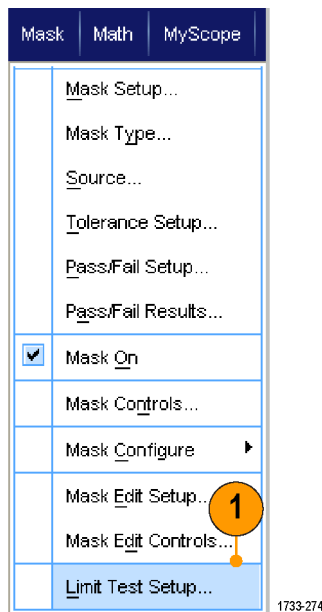 Mask Math MyScope
Mask Setup...
Mask Type...
Source...
Tolerance Setup...
Pass/Fail Setup...
Pass/Fail Results...
Mask On
Mask Controls...
Mask Configure
Mask Edit Setup...
1
Mask Edit Controls...
Limit Test Setup...
1733-274